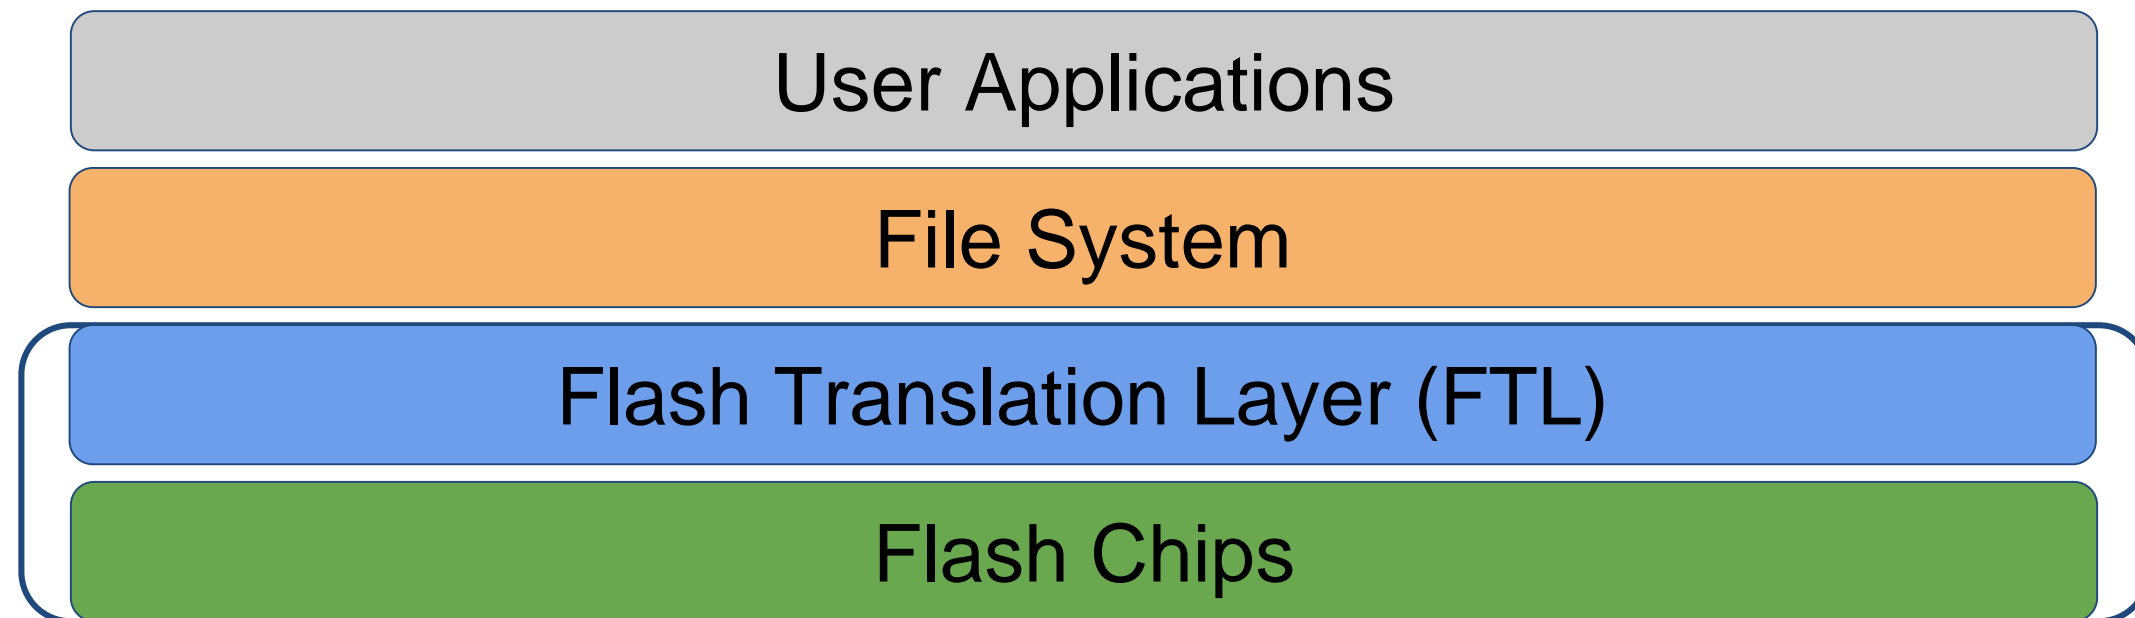 User Applications
File System
Flash Translation Layer (FTL)
Flash Chips